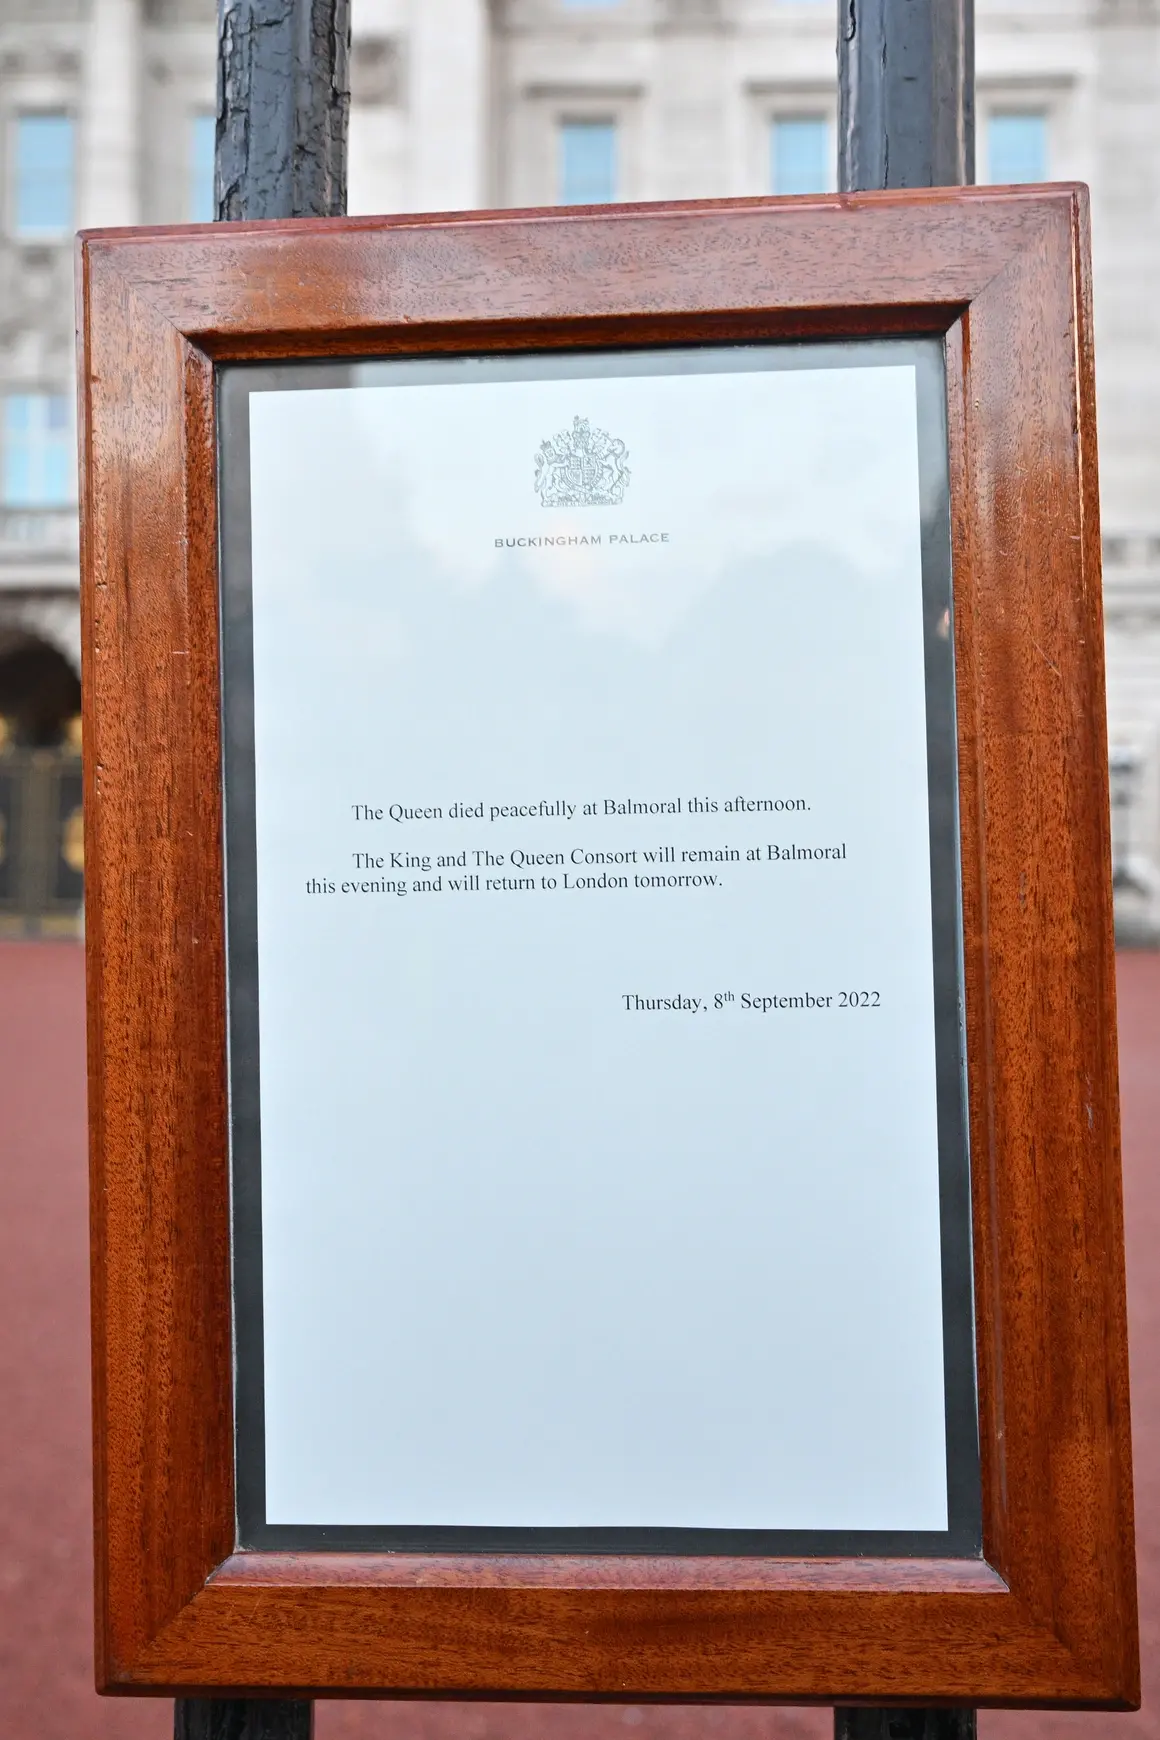 BUCKINGHAM PALACE
The Queen died peacefully at Balmoral this afternoon.
The King and The Queen Consort will remain at Balmoral
this evening and will return to London tomorrow.
Thursday, 8th September 2022